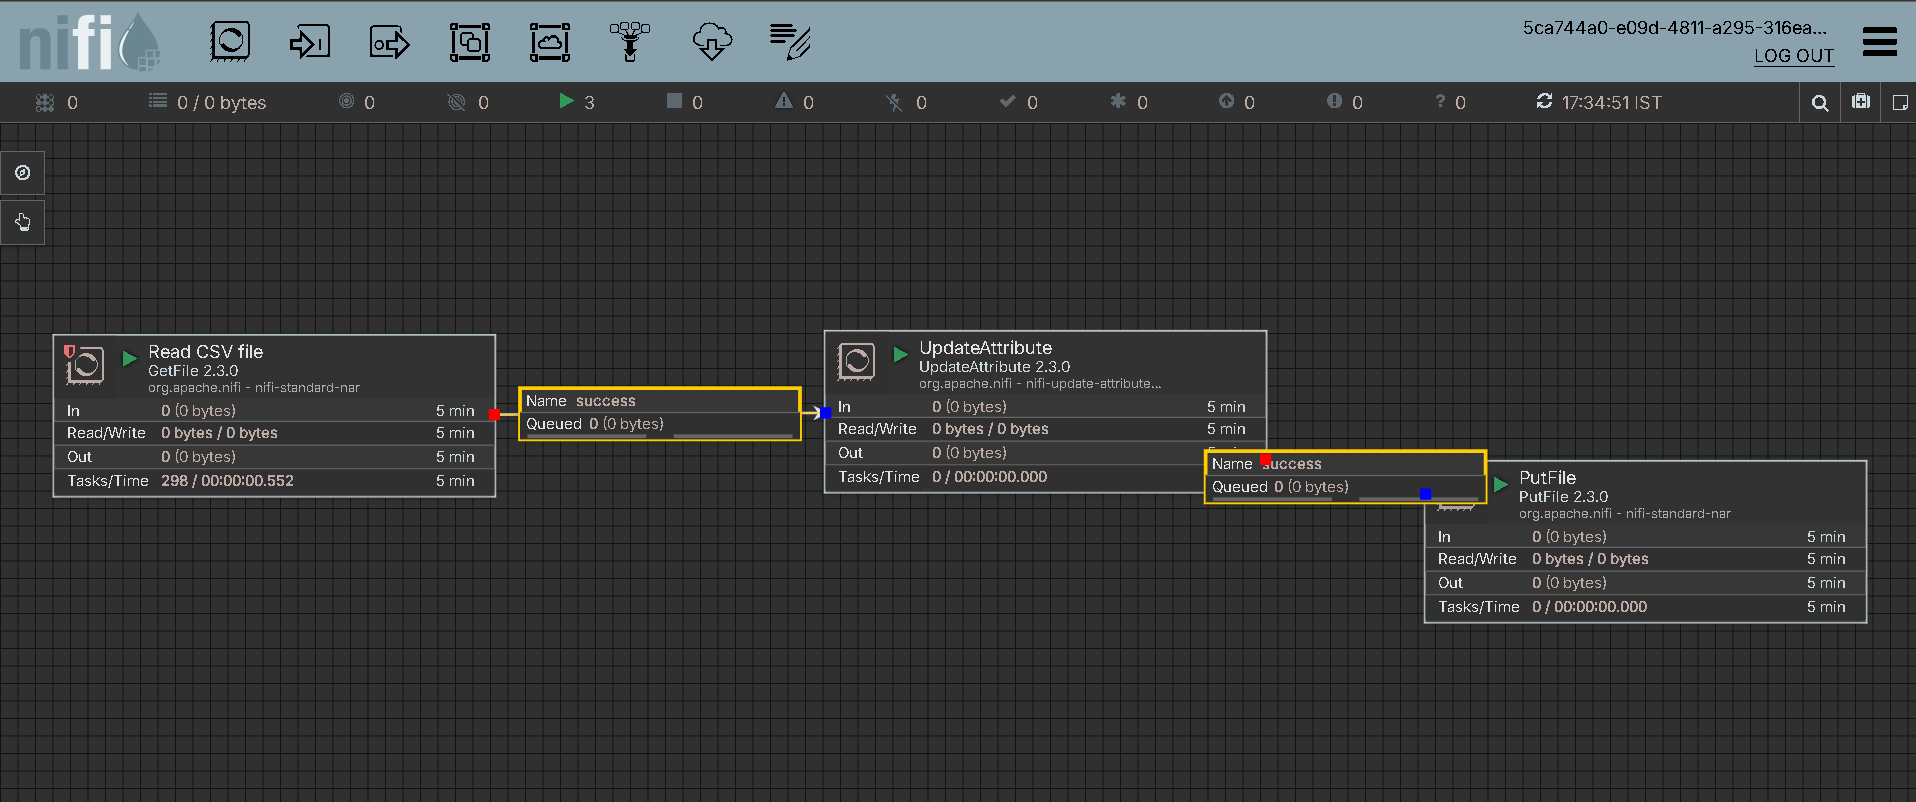 nifi
5ca744a0-e09d-4811-a295-316ea...
LOG OUT
0
0 / 0 bytes
0
0
3
0
0
0
0
0
0
0
0
17:34:51 IST
Read CSV file
GetFile 2.3.0
org.apache.nifi - nifi-standard-nar
In 0 (0 bytes) 5 min
Read/Write 0 bytes / 0 bytes 5 min
Out 0 (0 bytes) 5 min
Tasks/Time 298 / 00:00:00.552 5 min
Name success
Queued 0 (0 bytes)
UpdateAttribute
UpdateAttribute 2.3.0
org.apache.nifi - nifi-update-attribute...
In 0 (0 bytes) 5 min
Read/Write 0 bytes / 0 bytes 5 min
Out 0 (0 bytes)
Tasks/Time 0 / 00:00:00.000
Name success
Queued 0 (0 bytes)
PutFile
PutFile 2.3.0
org.apache.nifi - nifi-standard-nar
In 0 (0 bytes) 5 min
Read/Write 0 bytes / 0 bytes 5 min
Out 0 (0 bytes) 5 min
Tasks/Time 0 / 00:00:00.000 5 min